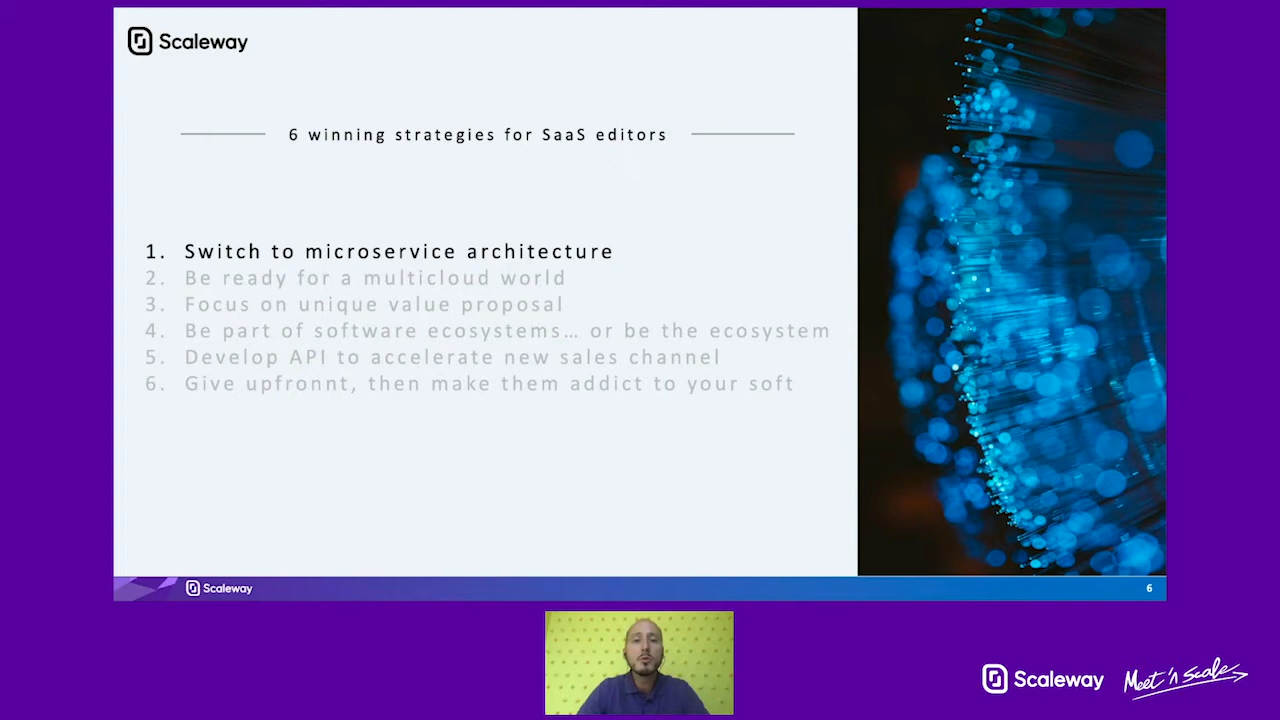 Scaleway
6 winning strategies for SaaS editors
1. Switch to microservice architecture
2. Be ready for a multicloud world
3. Focus on unique value proposal
4. Be part of software ecosystems… or be the ecosystem
5. Develop API to accelerate new sales channel
6. Give upfronnt, then make them addict to your soft
Scaleway
6
Scaleway
Meet 'n Scale